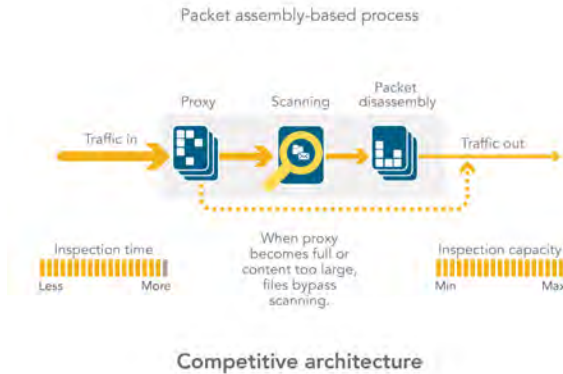 Packet assembly-based process
Proxy
Scanning
Packet
disassembly
Traffic in
Traffic out
When proxy
becomes full or
content too large,
files bypass
scanning.
Inspection time
Less More
Inspection capacity
Min Max
Competitive architecture